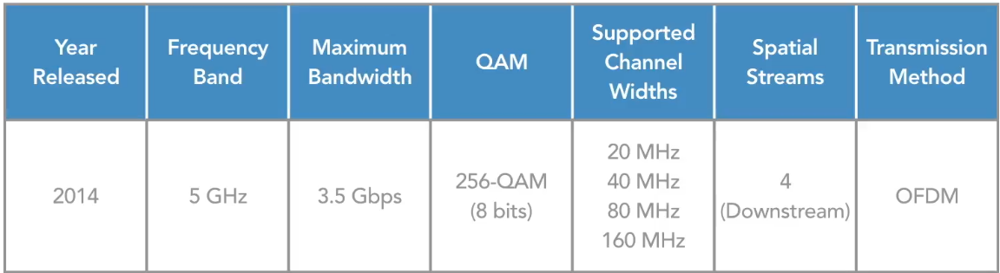 Year
Released
Frequency
Band
Maximum
Bandwidth
QAM
Supported
Channel
Widths
Spatial
Streams
Transmission
Method
2014
5 GHz
3.5 Gbps
256-QAM
(8 bits)
20 MHz
40 MHz
80 MHz
160 MHz
4
(Downstream)
OFDM